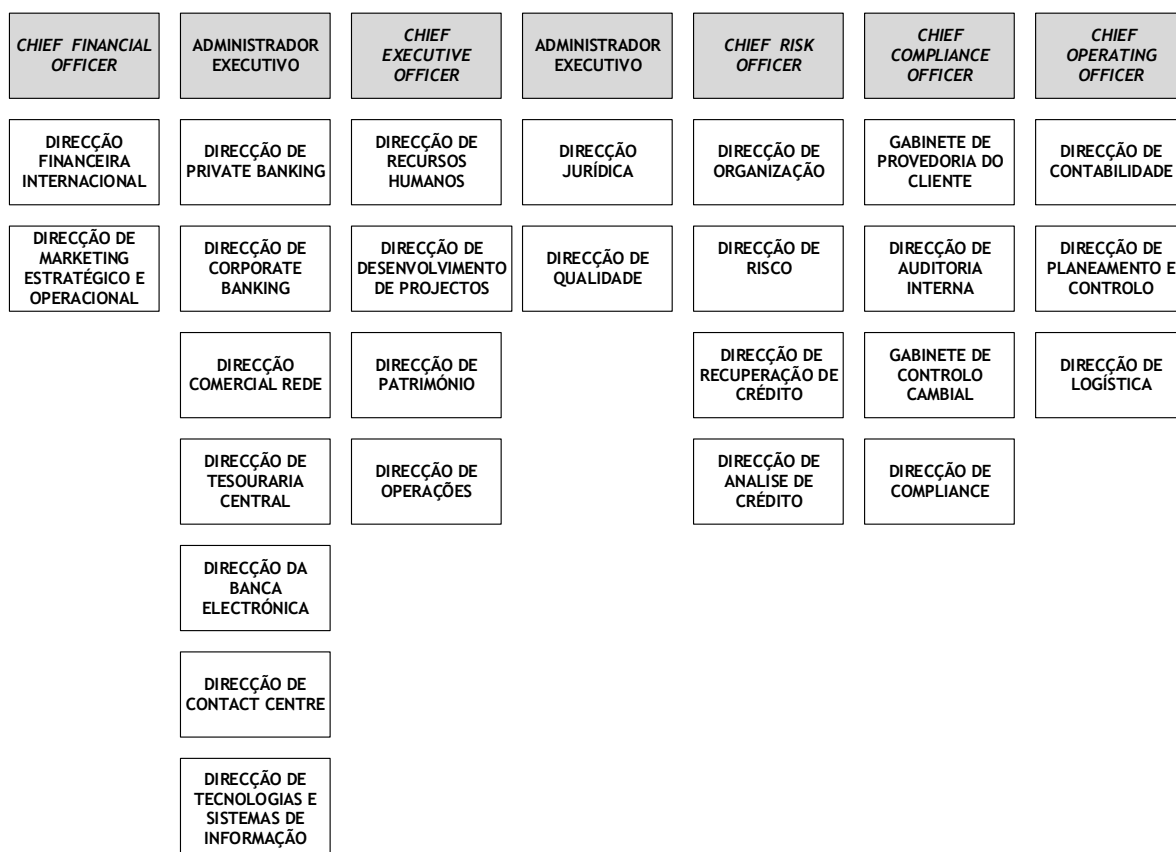 CHIEF FINANCIAL
OFFICER
ADMINISTRADOR
EXECUTIVO
CHIEF
EXECUTIVE
OFFICER
ADMINISTRADOR
EXECUTIVO
CHIEF RISK
OFFICER
CHIEF
COMPLIANCE
OFFICER
CHIEF
OPERATING
OFFICER
DIRECÇÃO
FINANCEIRA
INTERNACIONAL
DIRECÇÃO DE
PRIVATE BANKING
DIRECÇÃO DE
RECURSOS
HUMANOS
DIRECÇÃO
JURÍDICA
DIRECÇÃO DE
ORGANIZAÇÃO
GABINETE DE
PROVEDORIA DO
CLIENTE
DIRECÇÃO DE
CONTABILIDADE
DIRECÇÃO DE
MARKETING
ESTRATÉGICO E
OPERACIONAL
DIRECÇÃO DE
CORPORATE
BANKING
DIRECÇÃO DE
DESENVOLVIMENTO
DE PROJECTOS
DIRECÇÃO DE
QUALIDADE
DIRECÇÃO DE
RISCO
DIRECÇÃO DE
AUDITORIA
INTERNA
DIRECÇÃO DE
PLANEAMENTO E
CONTROLO
DIRECÇÃO
COMERCIAL REDE
DIRECÇÃO DE
PATRIMÓNIO
DIRECÇÃO DE
RECUPERAÇÃO DE
CRÉDITO
GABINETE DE
CONTROLO
CAMBIAL
DIRECÇÃO DE
LOGÍSTICA
DIRECÇÃO DE
TESOURARIA
CENTRAL
DIRECÇÃO DE
OPERAÇÕES
DIRECÇÃO DE
ANALISE DE
CRÉDITO
DIRECÇÃO DE
COMPLIANCE
DIRECÇÃO DA
BANCA
ELECTRÓNICA
DIRECÇÃO DE
CONTACT CENTRE
DIRECÇÃO DE
TECNOLOGIAS E
SISTEMAS DE
INFORMAÇÃO